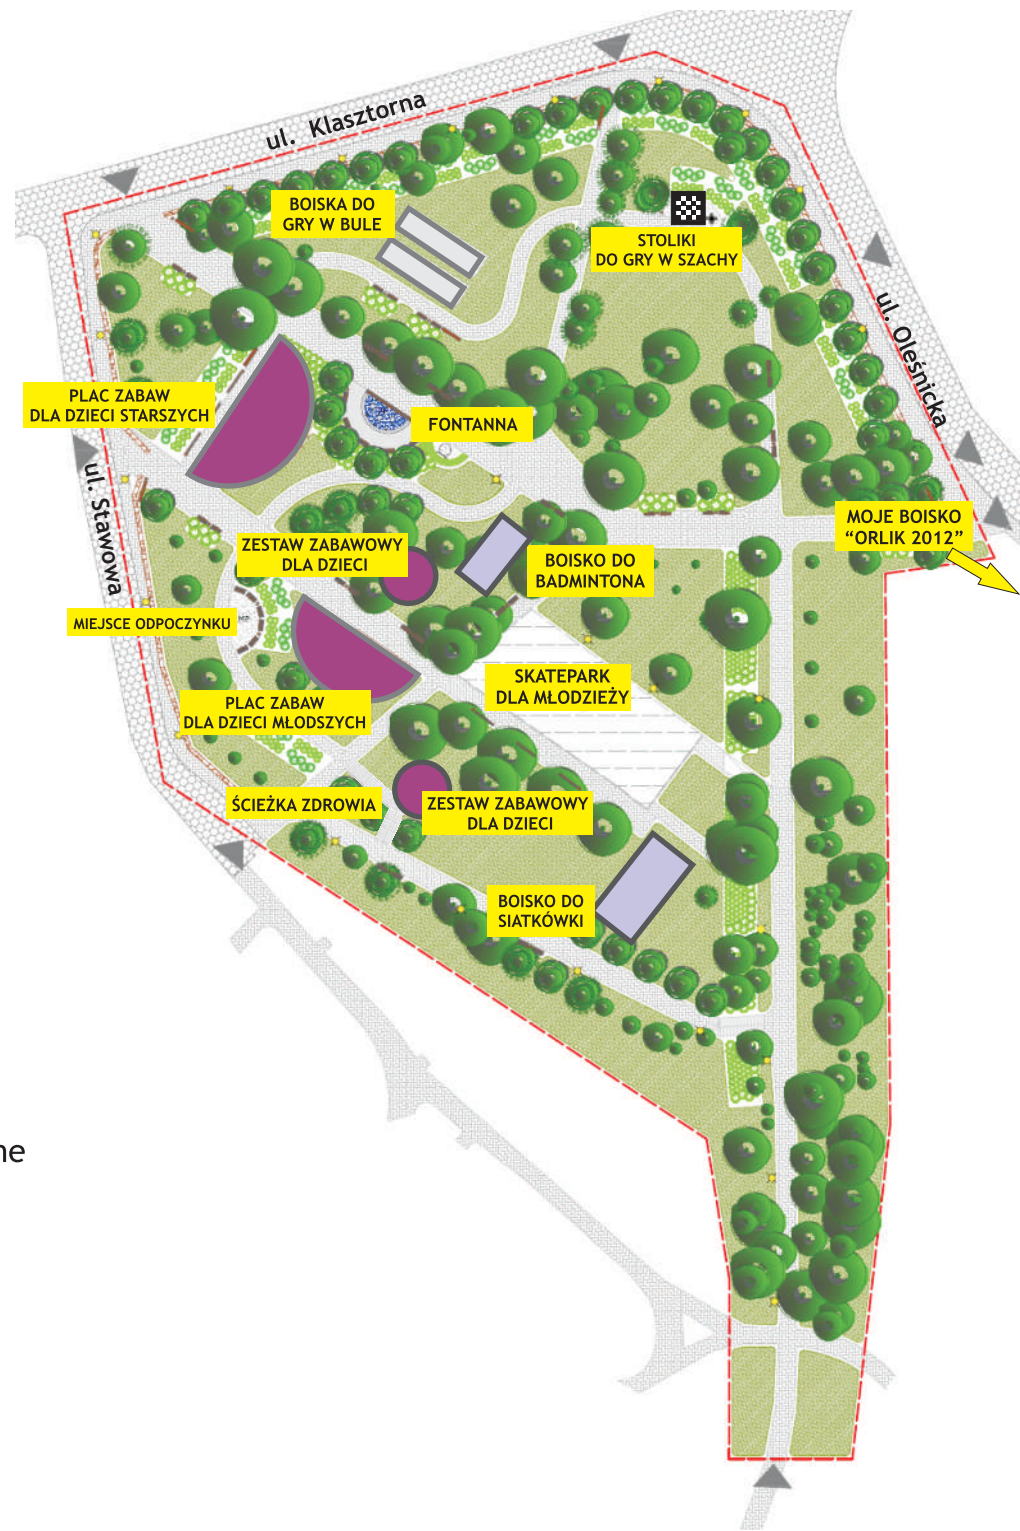 ul. Klasztorna
BOISKA DO
GRY W BULE
STOLIKI
DO GRY W SZACHY
ul. Oleśnicka
PLAC ZABAW
DLA DZIECI STARSZYCH
FONTANNA
ul. Stawowa
MOJE BOISKO
“ORLIK 2012”
ZESTAW ZABAWOWY
DLA DZIECI
BOISKO DO
BADMINTONA
MIEJSCE ODPOCZYNKU
SKATEPARK
DLA MŁODZIEŻY
PLAC ZABAW
DLA DZIECI MŁODSZYCH
ŚCIEŻKA ZDROWIA
ZESTAW ZABAWOWY
DLA DZIECI
BOISKO DO
SIATKÓWKI